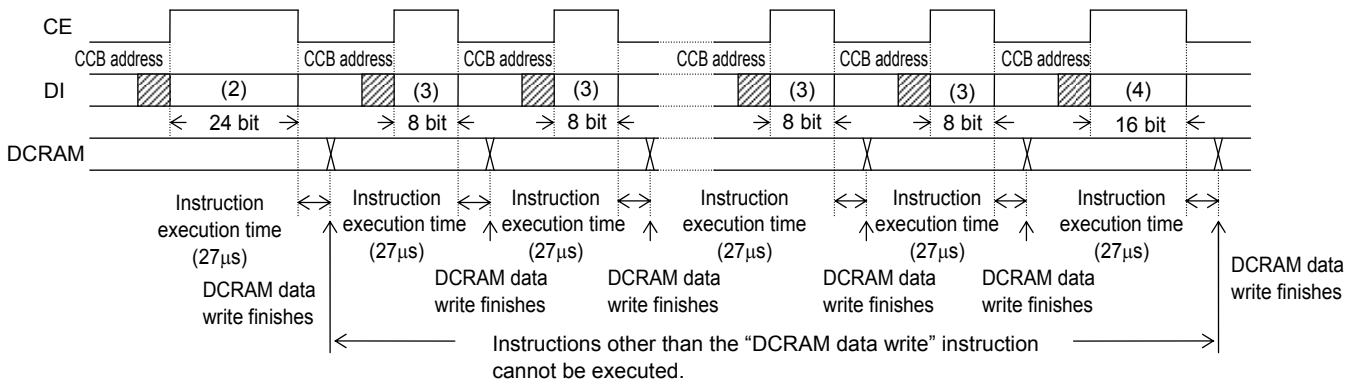 CE
CCB address CCB address CCB address CCB address CCB address CCB address
DI (2) (3) (3) (3) (3) (4)
24 bit 8 bit 8 bit 8 bit 8 bit 16 bit
DCRAM
Instruction execution time (27μs)
Instruction execution time (27μs)
Instruction execution time (27μs)
Instruction execution time (27μs)
Instruction execution time (27μs)
Instruction execution time (27μs)
DCRAM data write finishes
DCRAM data write finishes
DCRAM data write finishes
DCRAM data write finishes
DCRAM data write finishes
DCRAM data write finishes
Instructions other than the “DCRAM data write” instruction
cannot be executed.